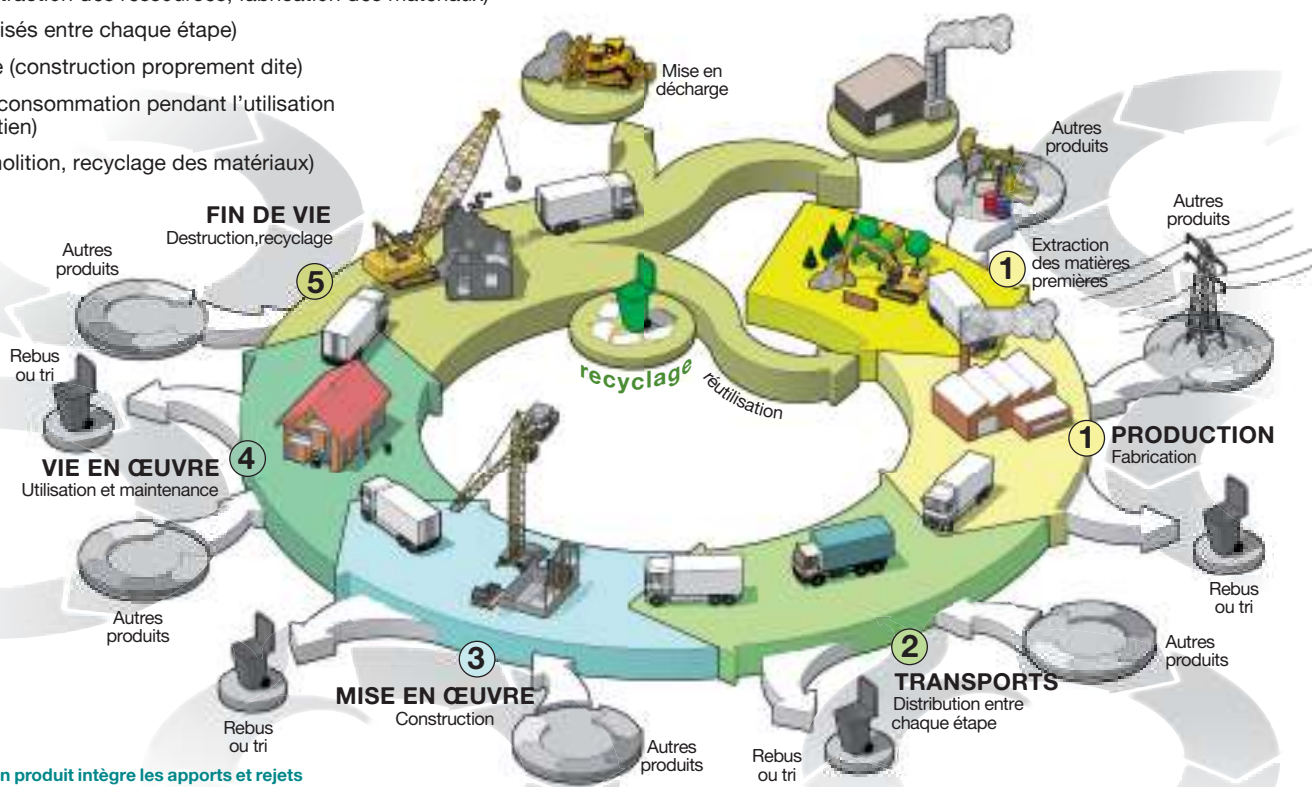 isés entre chaque étape)
e (construction proprement dite)
consommation pendant l'utilisation
tien)
nolition, recyclage des matériaux)
Mise en
décharge
Autres
produits
Autres
produits
FIN DE VIE
Destruction,recyclage
5
Autres
produits
1
Extraction
des matières
premières
Rebus
ou tri
recyclage
réutilisation
1
PRODUCTION
Fabrication
VIE EN ŒUVRE
4
Utilisation et maintenance
Autres
produits
Rebus
ou tri
3
MISE EN ŒUVRE
Construction
2
TRANSPORTS
Distribution entre
chaque étape
Autres
produits
Rebus
ou tri
Autres
produits
Rebus
ou tri
n produit intègre les apports et rejets